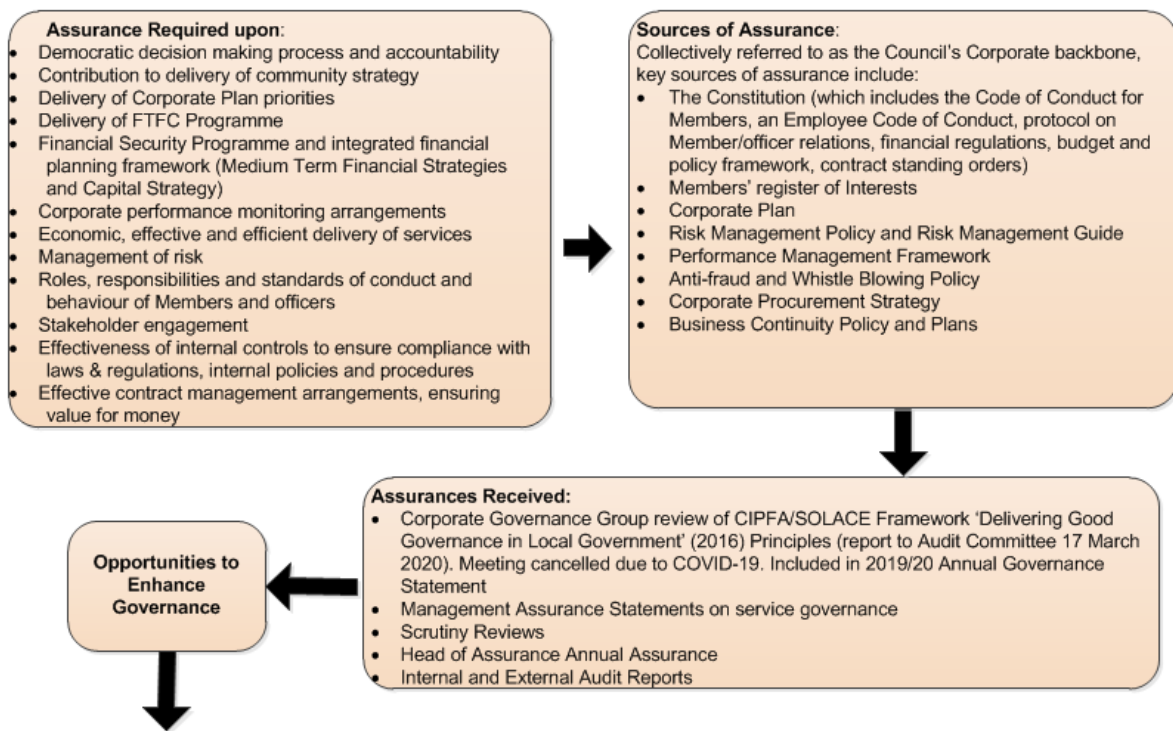 Assurance Required upon:
• Democratic decision making process and accountability
• Contribution to delivery of community strategy
• Delivery of Corporate Plan priorities
• Delivery of FTFC Programme
• Financial Security Programme and integrated financial
planning framework (Medium Term Financial Strategies
and Capital Strategy)
• Corporate performance monitoring arrangements
• Economic, effective and efficient delivery of services
• Management of risk
• Roles, responsibilities and standards of conduct and
behaviour of Members and officers
• Stakeholder engagement
• Effectiveness of internal controls to ensure compliance with
laws & regulations, internal policies and procedures
• Effective contract management arrangements, ensuring
value for money
Sources of Assurance:
Collectively referred to as the Council's Corporate backbone,
key sources of assurance include:
• The Constitution (which includes the Code of Conduct for
Members, an Employee Code of Conduct, protocol on
Member/officer relations, financial regulations, budget and
policy framework, contract standing orders)
• Members' register of Interests
• Corporate Plan
• Risk Management Policy and Risk Management Guide
• Performance Management Framework
• Anti-fraud and Whistle Blowing Policy
• Corporate Procurement Strategy
• Business Continuity Policy and Plans
Assurances Received:
• Corporate Governance Group review of CIPFA/SOLACE Framework 'Delivering Good
Governance in Local Government' (2016) Principles (report to Audit Committee 17 March
2020). Meeting cancelled due to COVID-19. Included in 2019/20 Annual Governance
Statement
• Management Assurance Statements on service governance
• Scrutiny Reviews
• Head of Assurance Annual Assurance
• Internal and External Audit Reports
Opportunities to
Enhance
Governance